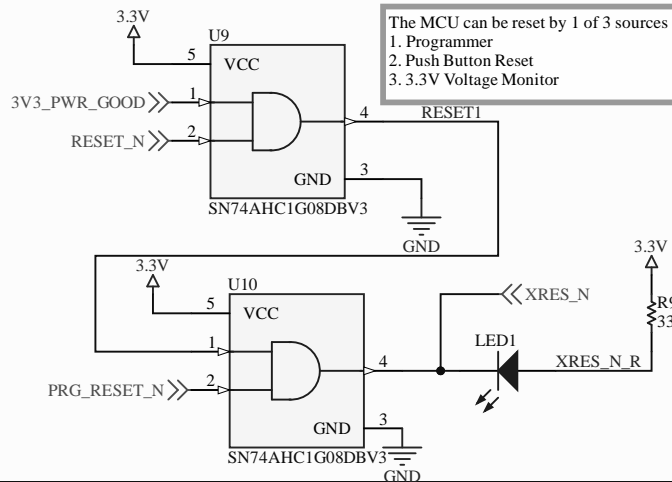 The MCU can be reset by 1 of 3 sources
1. Programmer
2. Push Button Reset
3. 3.3V Voltage Monitor
3.3V
U9
5
VCC
3V3_PWR_GOOD
1
4
RESET1
RESET_N
2
GND
3
SN74AHC1G08DBV3
GND
3.3V
U10
5
VCC
XRES_N
3.3V
R9
33
LED1
1
4
XRES_N_R
PRG_RESET_N
2
GND
3
SN74AHC1G08DBV3
GND